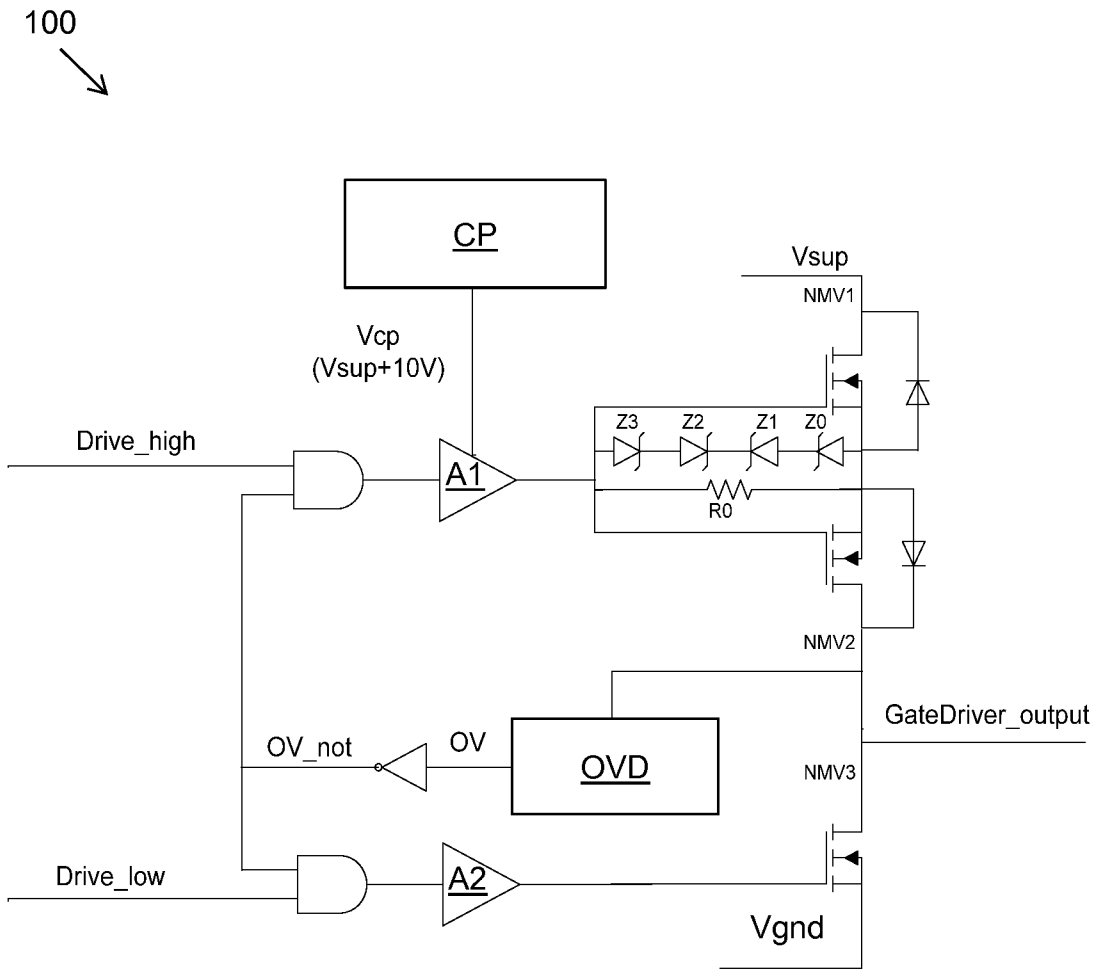 100
CP
Vsup
NMV1
Vcp
(Vsup+10V)
Z3
Z2
Z1
Z0
Drive_high
A1
R0
NMV2
GateDriver_output
OV_not
OV
OVD
NMV3
Drive_low
A2
Vgnd